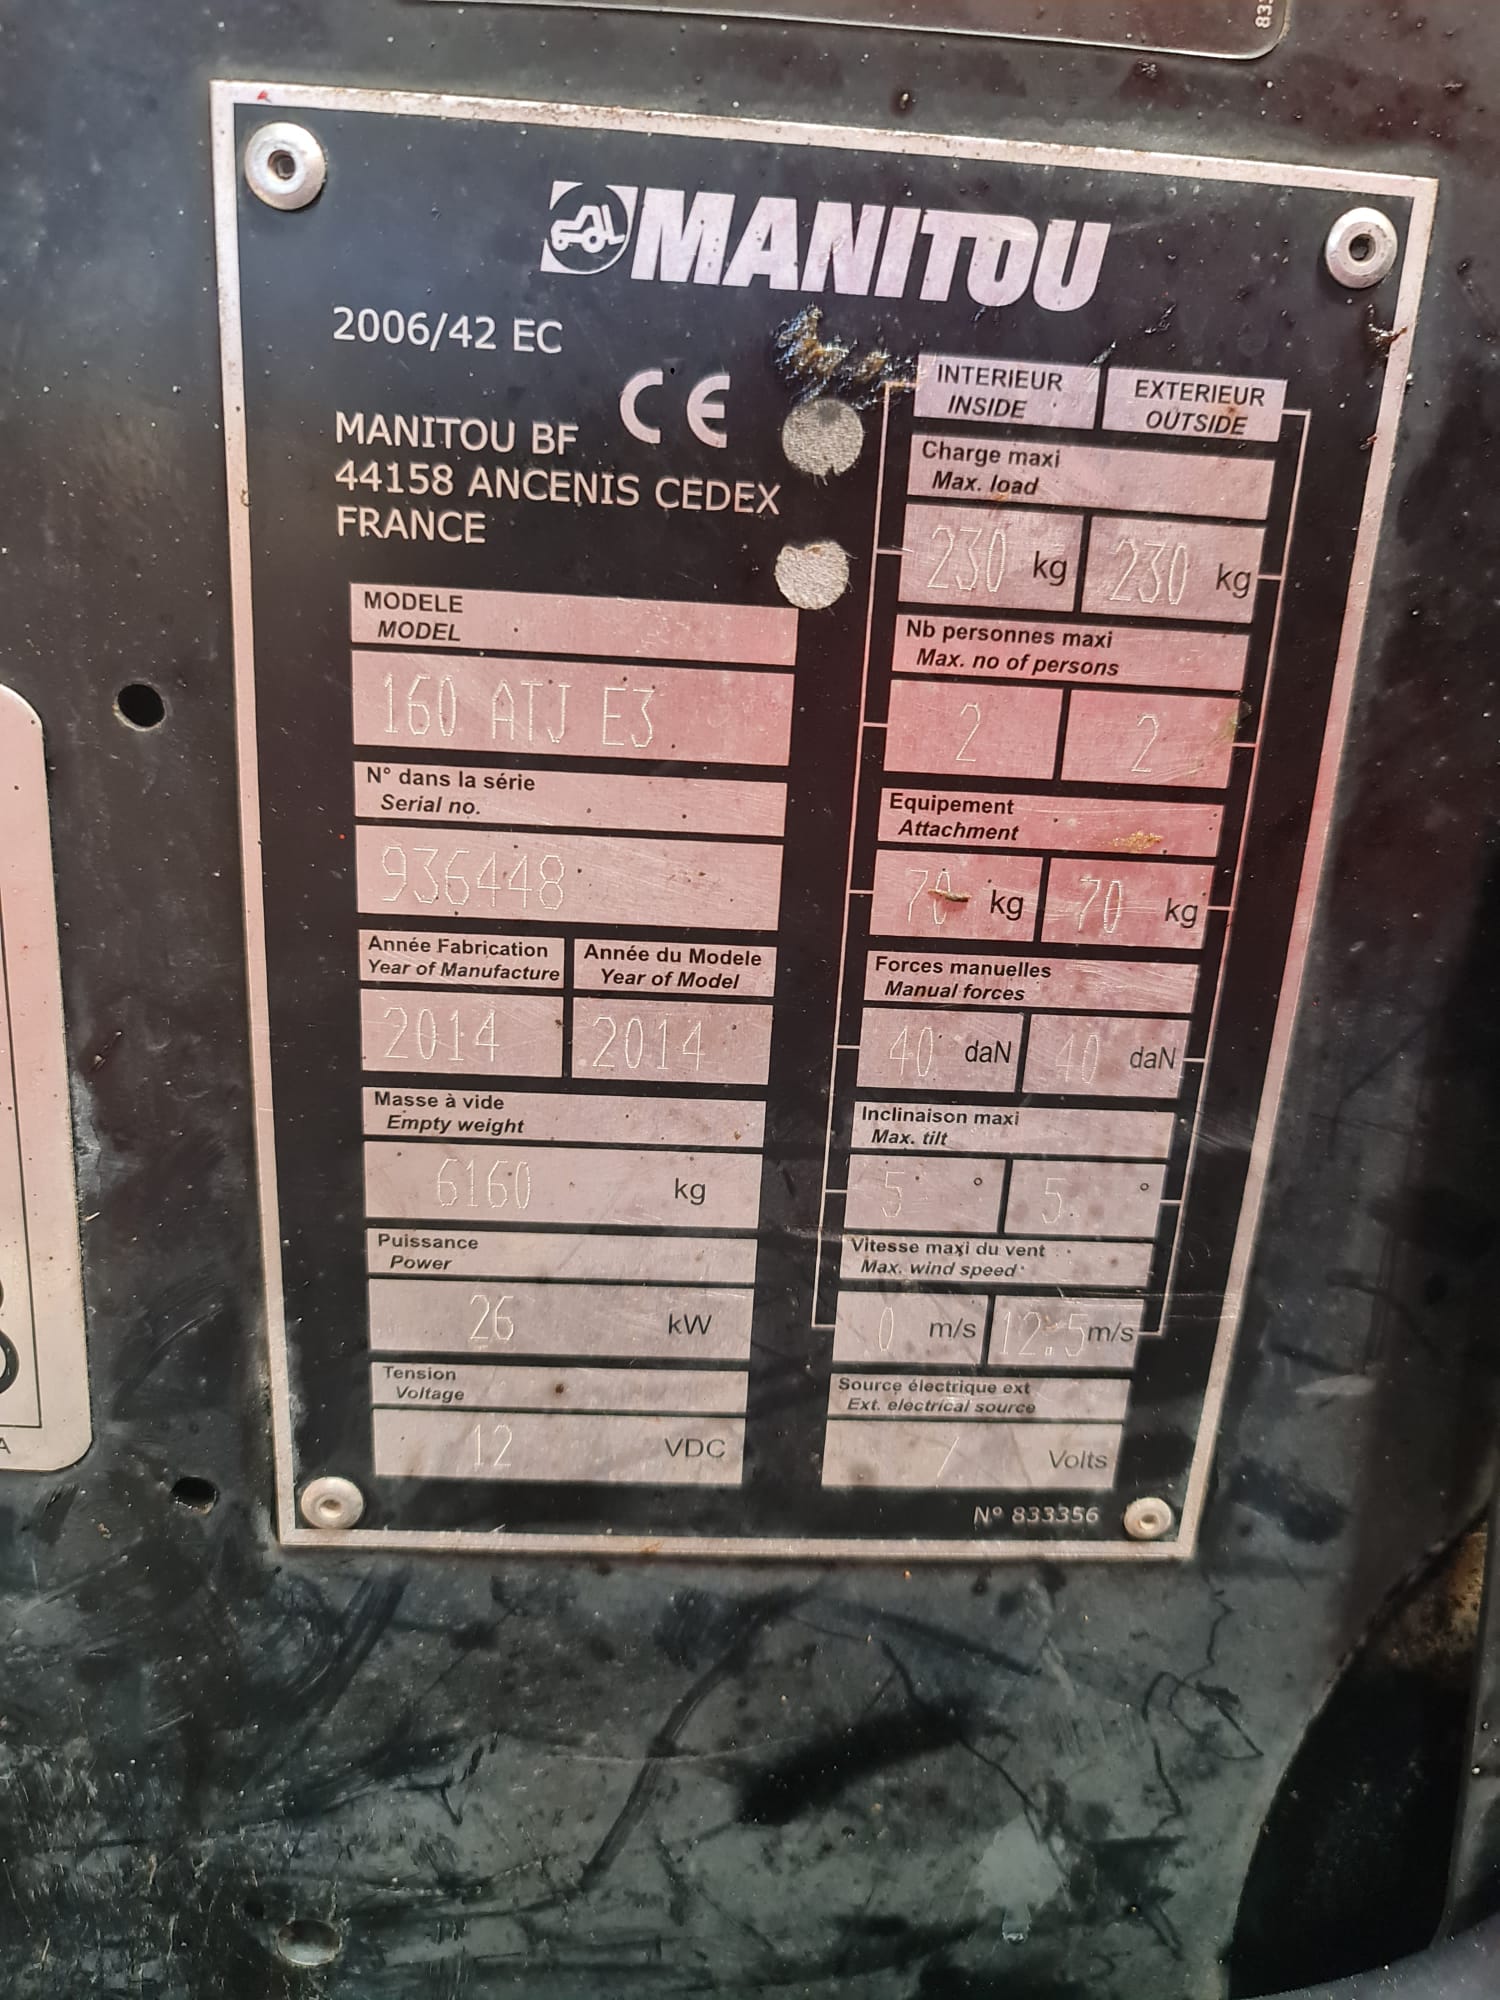 MANITOU
2006/42 EC
CE
MANITOU BF
44158 ANCENIS CEDEX
FRANCE
MODELE
MODEL
160 ATJ E3
N° dans la série
Serial no.
936448
Année Fabrication Année du Modele
Year of Manufacture Year of Model
2014 2014
Masse à vide
Empty weight
6160 kg
Puissance
Power
26 kW
Tension
Voltage
12 VDC
INTERIEUR EXTERIEUR
INSIDE OUTSIDE
Charge maxi
Max. load
230 kg 230 kg
Nb personnes maxi
Max. no of persons
2 2
Equipement
Attachment
70 kg 70 kg
Forces manuelles
Manual forces
40 daN 40 daN
Inclinaison maxi
Max. tilt
5 ° 5 °
Vitesse maxi du vent
Max. wind speed
0 m/s 12.5 m/s
Source électrique ext
Ext. electrical source
/ Volts
N° 833356